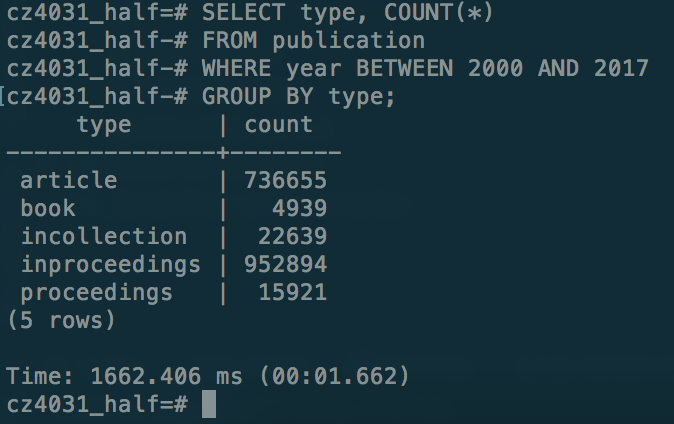 cz4031_half=# SELECT type, COUNT(*)
cz4031_half-# FROM publication
cz4031_half-# WHERE year BETWEEN 2000 AND 2017
cz4031_half-# GROUP BY type;
     type      | count
---------------+--------
 article       | 736655
 book          |   4939
 incollection  |  22639
 inproceedings | 952894
 proceedings   |  15921
(5 rows)

Time: 1662.406 ms (00:01.662)
cz4031_half=#